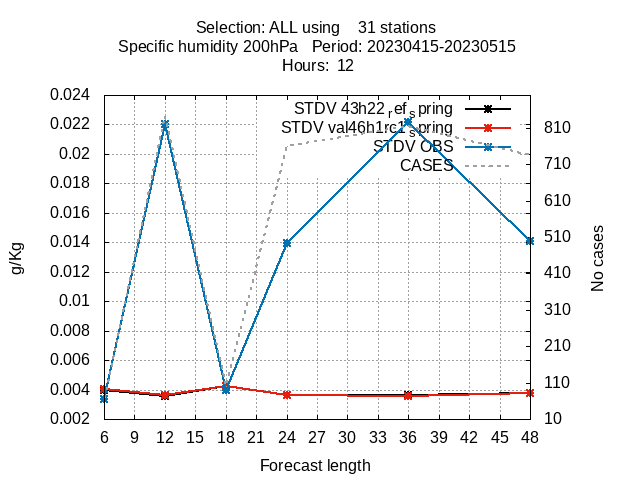 Selection: ALL using 31 stations
Specific humidity 200hPa Period: 20230415-20230515
Hours: 12
STDV 43h22_ref_spring
STDV val46h1rc1_spring
STDV OBS
CASES
g/Kg
0.024
0.022
0.02
0.018
0.016
0.014
0.012
0.01
0.008
0.006
0.004
0.002
No cases
810
710
610
510
410
310
210
110
10
6 9 12 15 18 21 24 27 30 33 36 39 42 45 48
Forecast length